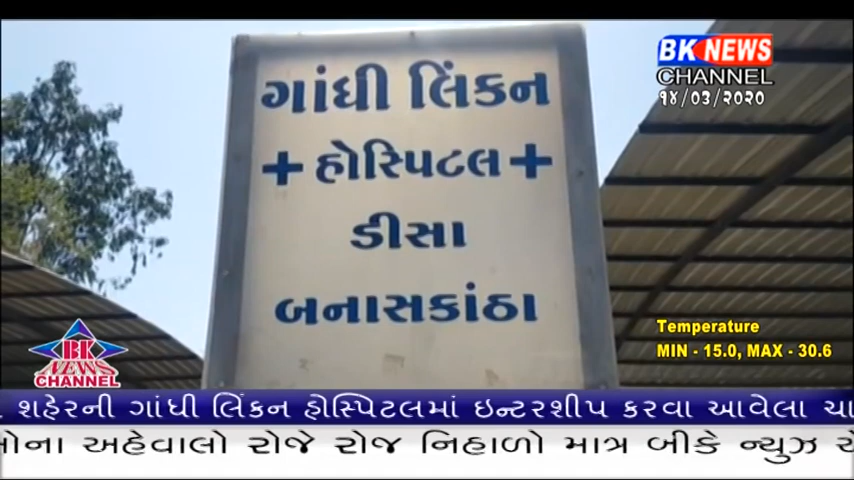 BK NEWS
CHANNEL
૧૪/૦૩/૨૦૨૦
ગાંધી લિંકન
+ હોસ્પિટલ +
ડીસા
બનાસકાંઠા
Temperature
MIN - 15.0, MAX - 30.6
BK
NEWS
CHANNEL
શહેરની ગાંધી લિંકન હોસ્પિટલમાં ઇન્ટરશીપ કરવા આવેલા
અહેવાલો રોજે રોજ નિહાળો માત્ર બીકે ન્યુઝ